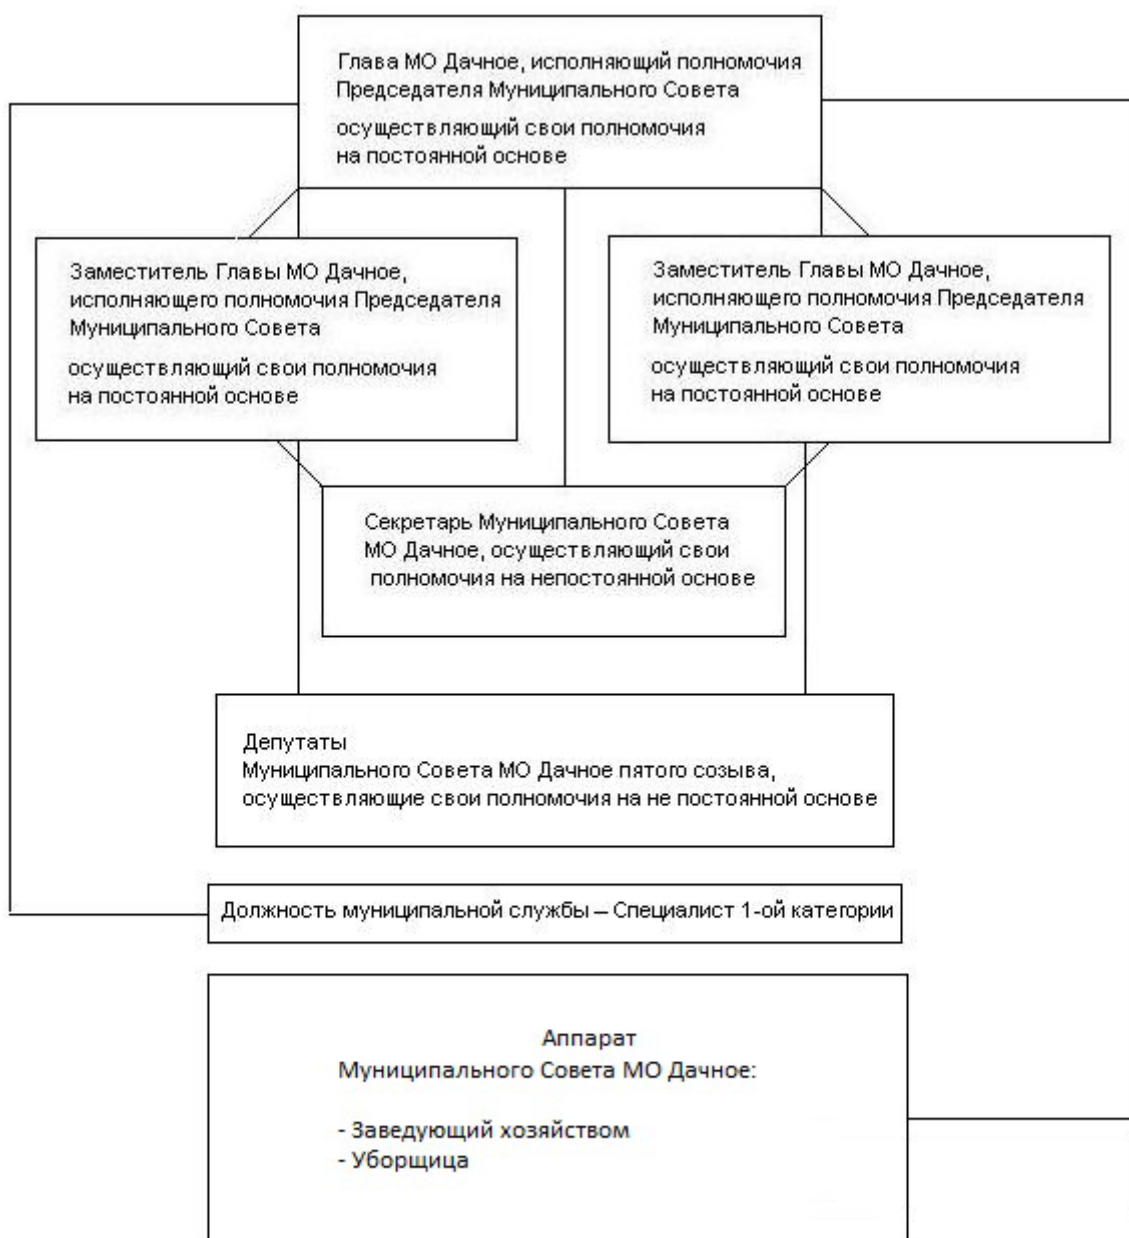 Глава МО Дачное, исполняющий полномочия
Председателя Муниципального Совета
осуществляющий свои полномочия
на постоянной основе
Заместитель Главы МО Дачное,
исполняющего полномочия Председателя
Муниципального Совета
осуществляющий свои полномочия
на постоянной основе
Заместитель Главы МО Дачное,
исполняющего полномочия Председателя
Муниципального Совета
осуществляющий свои полномочия
на постоянной основе
Секретарь Муниципального Совета
МО Дачное, осуществляющий свои
полномочия на непостоянной основе
Депутаты
Муниципального Совета МО Дачное пятого созыва,
осуществляющие свои полномочия на не постоянной основе
Должность муниципальной службы – Специалист 1-ой категории
Аппарат
Муниципального Совета МО Дачное:
- Заведующий хозяйством
- Уборщица